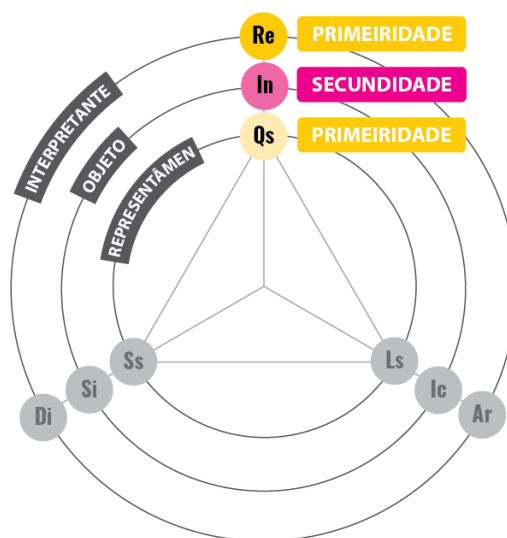 Re PRIMEIRIDADE
In SECUNDIDADE
Qs PRIMEIRIDADE
INTERPRETANTE
OBJETO
REPRESENTÂMEN
Ss
Ls
Si
Ic
Di
Ar